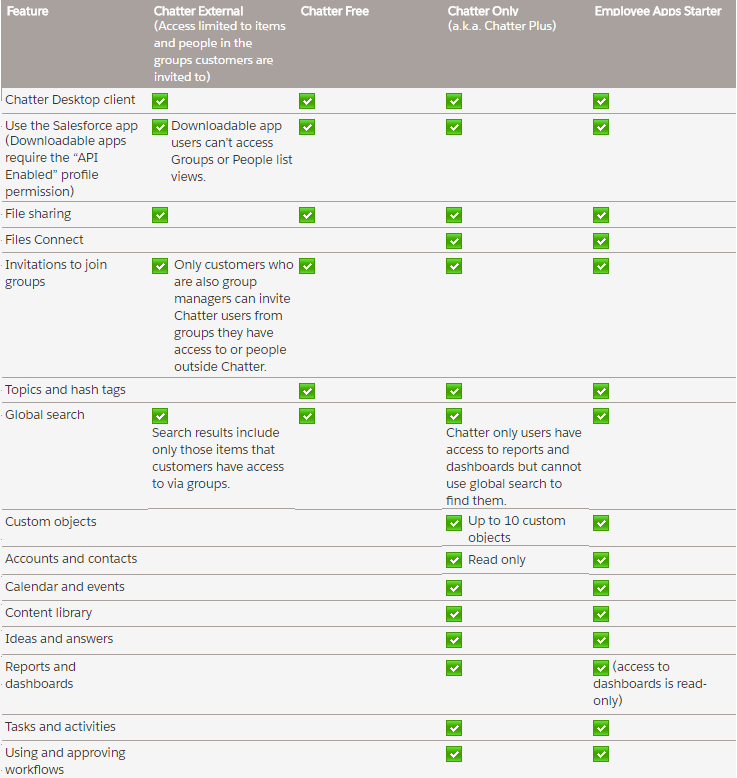 Feature
Chatter External
(Access limited to items
and people in the
groups customers are
invited to)
Chatter Free
Chatter Only
(a.k.a. Chatter Plus)
Employee Apps Starter
Chatter Desktop client
Use the Salesforce app
(Downloadable apps
require the “API
Enabled” profile
permission)
Downloadable app
users can’t access
Groups or People list
views.
File sharing
Files Connect
Invitations to join
groups
Only customers who
are also group
managers can invite
Chatter users from
groups they have
access to or people
outside Chatter.
Topics and hash tags
Global search
Search results include
only those items that
customers have access
to via groups.
Chatter only users have
access to reports and
dashboards but cannot
use global search to
find them.
Custom objects
Up to 10 custom
objects
Accounts and contacts
Read only
Calendar and events
Content library
Ideas and answers
Reports and
dashboards
(access to
dashboards is read-
only)
Tasks and activities
Using and approving
workflows